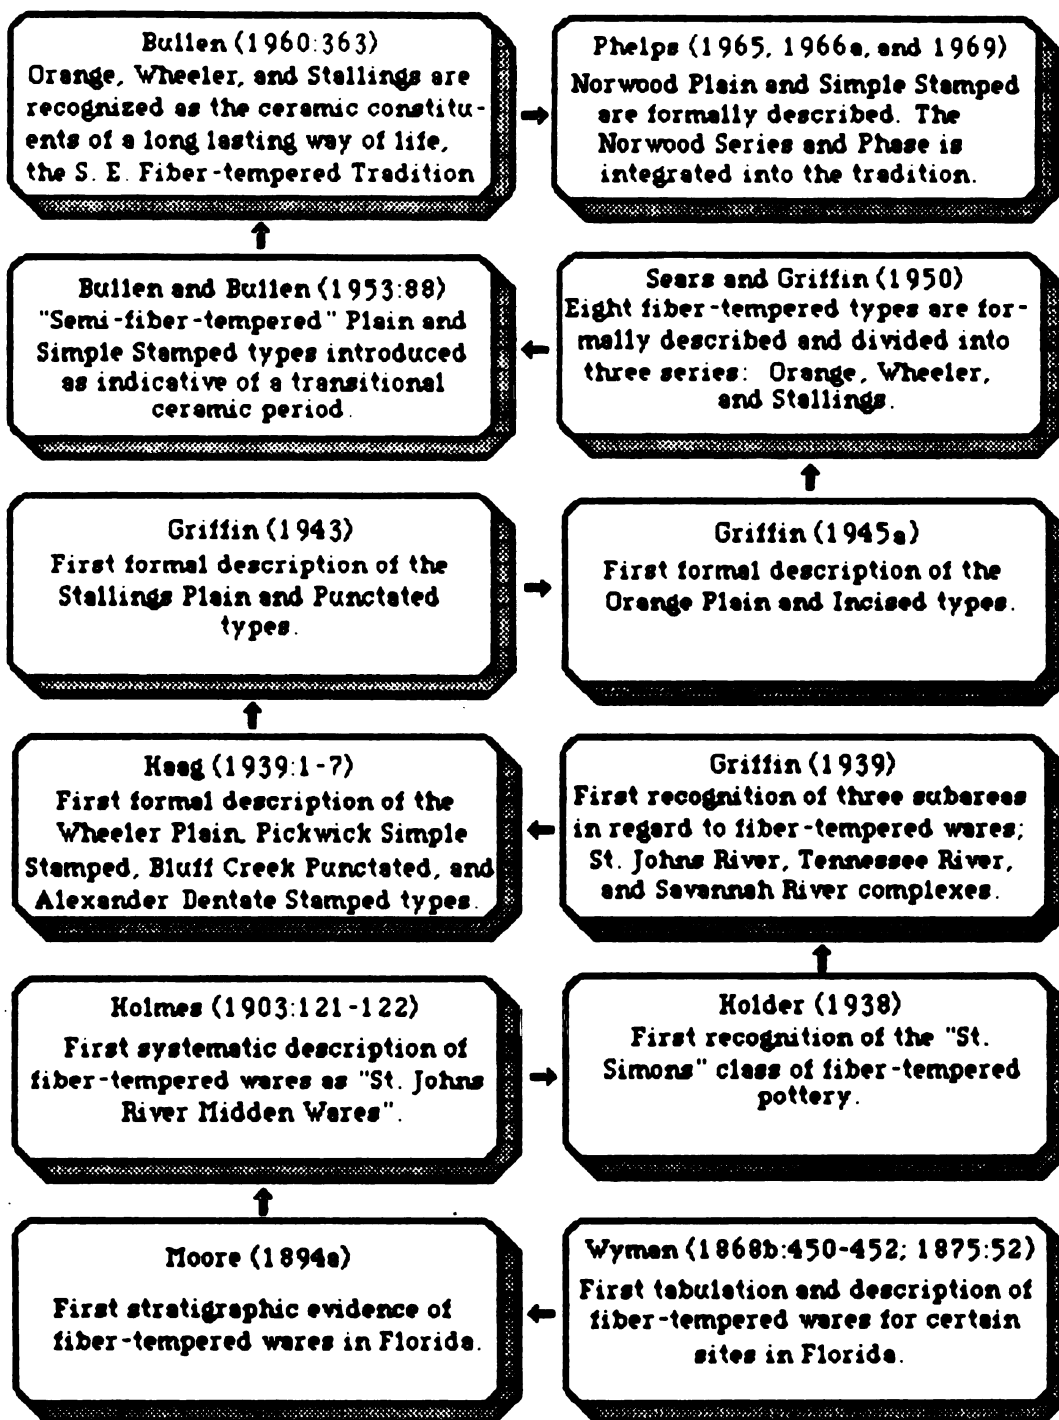 Bullen (1960:363)
Orange, Wheeler, and Stallings are
recognized as the ceramic constitu-
ents of a long lasting way of life,
the S. E. Fiber-tempered Tradition
Phelps (1965, 1966a, and 1969)
Norwood Plain and Simple Stamped
are formally described. The
Norwood Series and Phase is
integrated into the tradition.
Bullen and Bullen (1953:88)
"Semi-fiber-tempered" Plain and
Simple Stamped types introduced
as indicative of a transitional
ceramic period.
Sears and Griffin (1950)
Eight fiber-tempered types are for-
mally described and divided into
three series: Orange, Wheeler,
and Stallings.
Griffin (1943)
First formal description of the
Stallings Plain and Punctated
types.
Griffin (1945a)
First formal description of the
Orange Plain and Incised types.
Haag (1939:1-7)
First formal description of the
Wheeler Plain, Pickwick Simple
Stamped, Bluff Creek Punctated, and
Alexander Dentate Stamped types.
Griffin (1939)
First recognition of three subareas
in regard to fiber-tempered wares;
St. Johns River, Tennessee River,
and Savannah River complexes.
Holmes (1903:121-122)
First systematic description of
fiber-tempered wares as "St. Johns
River Midden Wares".
Holder (1938)
First recognition of the "St.
Simons" class of fiber-tempered
pottery.
Moore (1894a)
First stratigraphic evidence of
fiber-tempered wares in Florida.
Wyman (1868b:450-452; 1875:52)
First tabulation and description of
fiber-tempered wares for certain
sites in Florida.